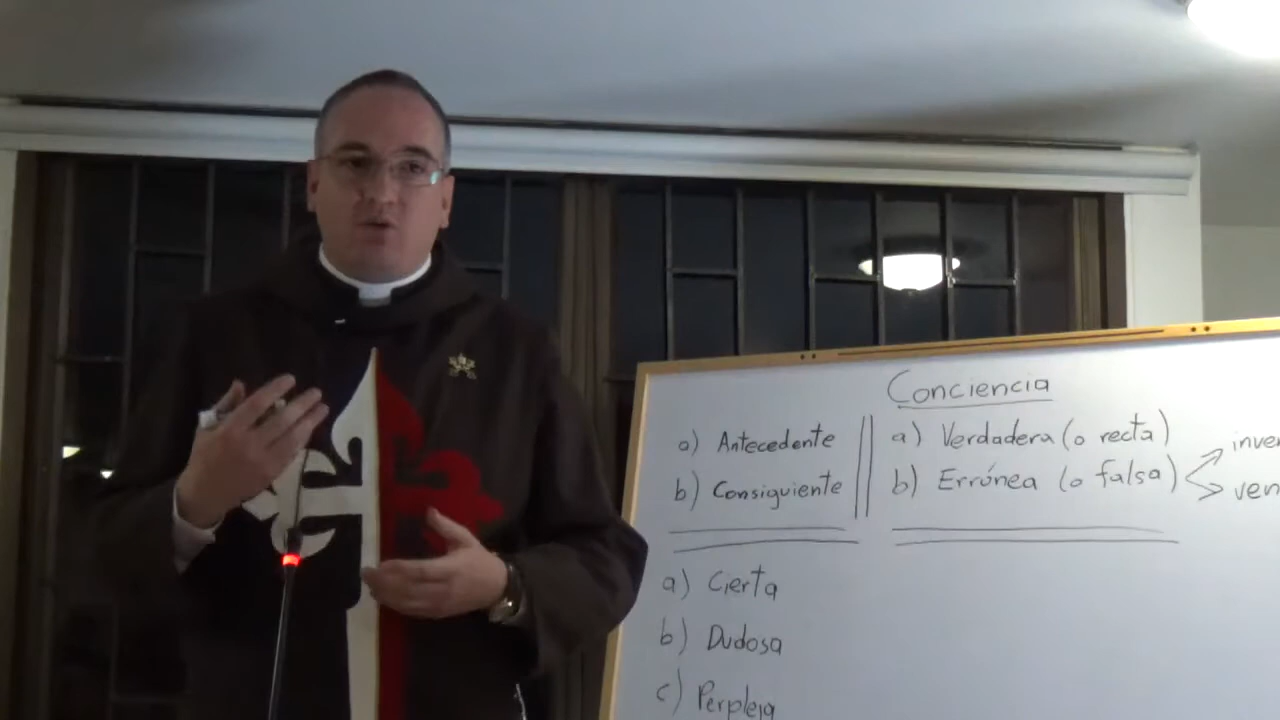 Conciencia
a) Antecedente
b) Consiguiente
a) Verdadera (o recta)
b) Errónea (o falsa)
a) Cierta
b) Dudosa
c) Perpleja